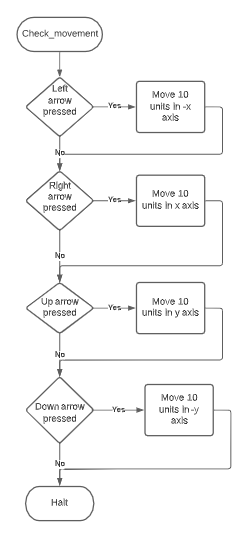 Check_movement
Left
arrow
pressed
Yes
Move 10
units in -x
axis
No
Right
arrow
pressed
Yes
Move 10
units in x axis
No
Up arrow
pressed
Yes
Move 10
units in y axis
No
Down arrow
pressed
Yes
Move 10
units in -y
axis
No
Halt